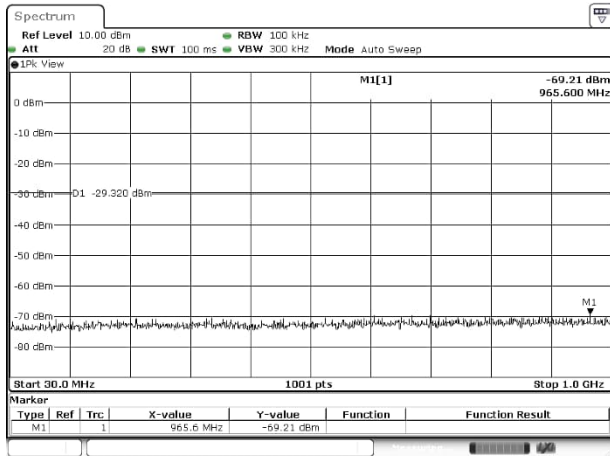 Spectrum
Ref Level 10.00 dBm RBW 100 kHz
Att 20 dB SWT 100 ms VBW 300 kHz Mode Auto Sweep
1Pk View
M1[1] -69.21 dBm
965.600 MHz
0 dBm
-10 dBm
-20 dBm
-30 dBm D1 -29.320 dBm
-40 dBm
-50 dBm
-60 dBm
M1
-70 dBm
-80 dBm
Start 30.0 MHz 1001 pts Stop 1.0 GHz
Marker
Type Ref Trc X-value Y-value Function Function Result
M1 1 965.6 MHz -69.21 dBm